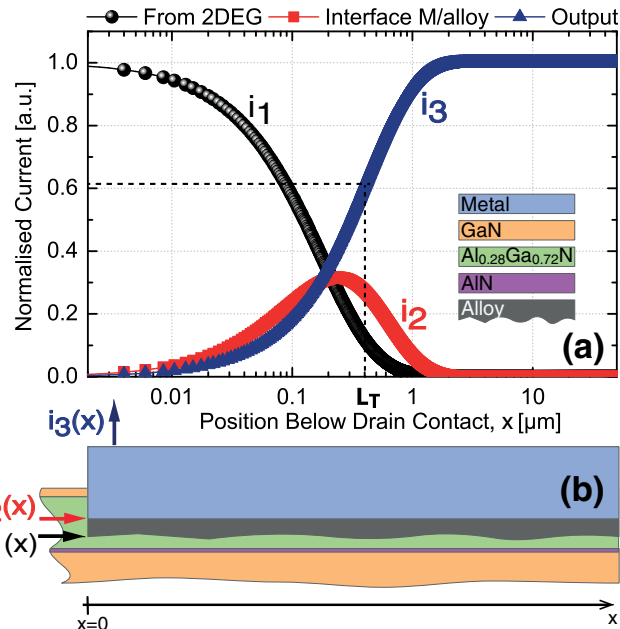 From 2DEG Interface M/alloy Output
1.0
0.8
0.6
0.4
0.2
0.0
Normalised Current [a.u.]
i1
i3
i2
Metal
GaN
Al0.28Ga0.72N
AlN
Alloy
(a)
0.01 0.1 LT 1 10
Position Below Drain Contact, x [µm]
i3(x)
(b)
2(x)
(x)
x=0 x